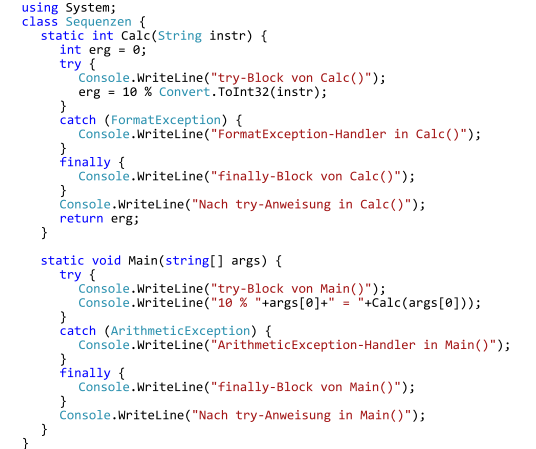 using System;
class Sequenzen {
static int Calc(String instr) {
int erg = 0;
try {
Console.WriteLine("try-Block von Calc()");
erg = 10 % Convert.ToInt32(instr);
}
catch (FormatException) {
Console.WriteLine("FormatException-Handler in Calc()");
}
finally {
Console.WriteLine("finally-Block von Calc()");
}
Console.WriteLine("Nach try-Anweisung in Calc()");
return erg;
}
static void Main(string[] args) {
try {
Console.WriteLine("try-Block von Main()");
Console.WriteLine("10 % "+args[0]+" = "+Calc(args[0]));
}
catch (ArithmeticException) {
Console.WriteLine("ArithmeticException-Handler in Main()");
}
finally {
Console.WriteLine("finally-Block von Main()");
}
Console.WriteLine("Nach try-Anweisung in Main()");
}
}